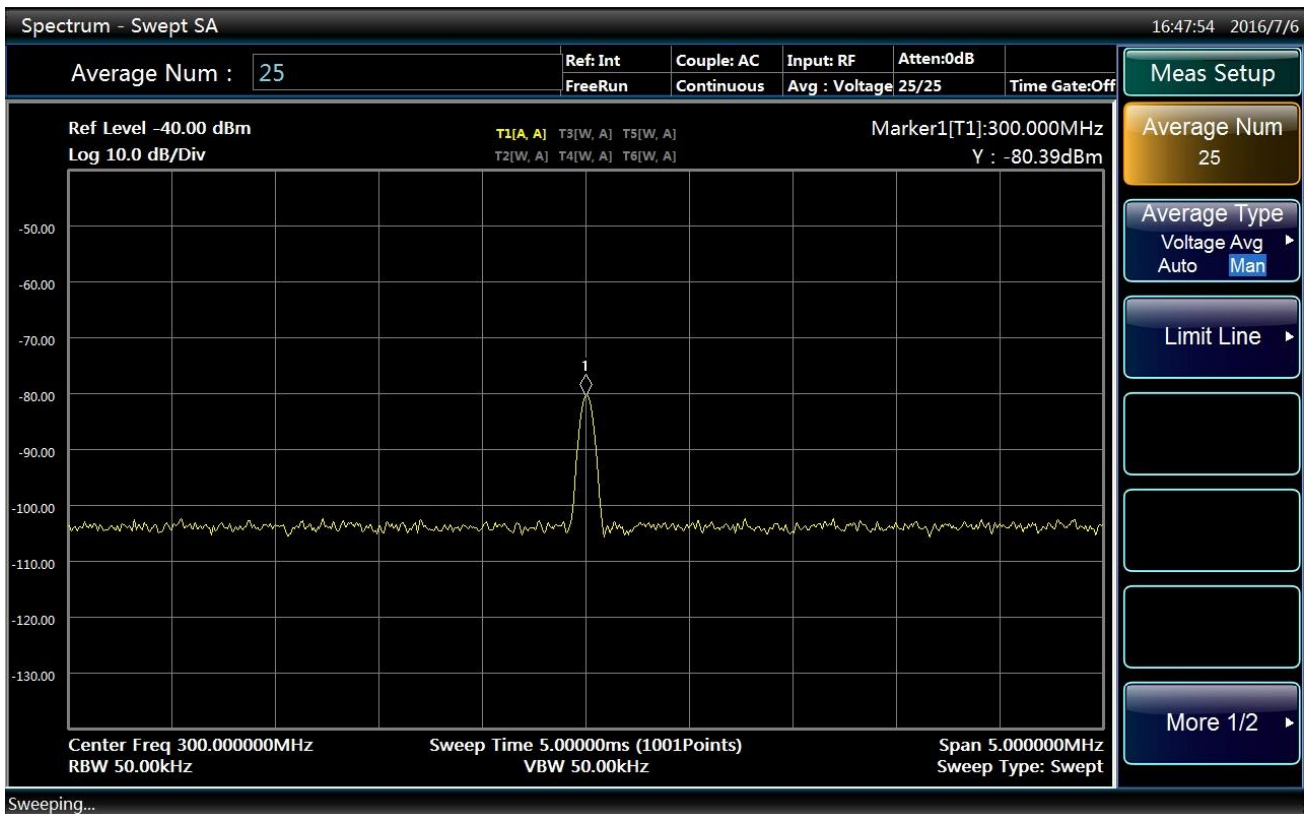 Spectrum - Swept SA
16:47:54 2016/7/6
Average Num : 25
Ref: Int Couple: AC Input: RF Atten:0dB
FreeRun Continuous Avg : Voltage 25/25 Time Gate:Off
Meas Setup
Ref Level -40.00 dBm
Log 10.0 dB/Div
T1[A, A] T3[W, A] T5[W, A]
T2[W, A] T4[W, A] T6[W, A]
Marker1[T1]:300.000MHz
Y : -80.39dBm
1
-50.00
-60.00
-70.00
-80.00
-90.00
-100.00
-110.00
-120.00
-130.00
Center Freq 300.000000MHz
RBW 50.00kHz
Sweep Time 5.00000ms (1001Points)
VBW 50.00kHz
Span 5.000000MHz
Sweep Type: Swept
Average Num
25
Average Type
Voltage Avg
Auto Man
Limit Line
More 1/2
Sweeping...